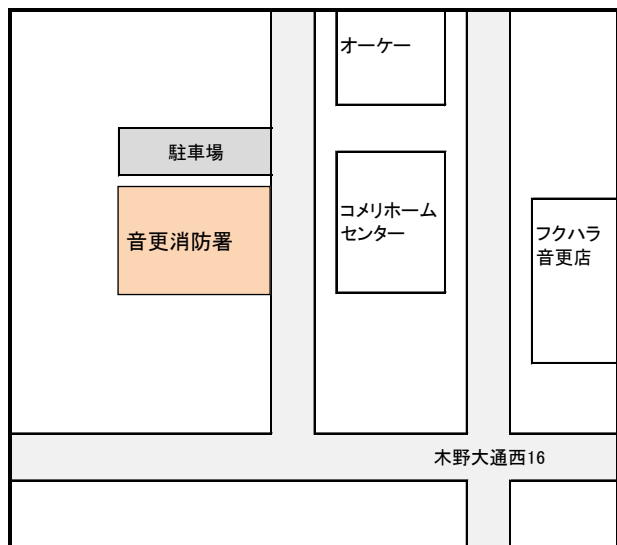 オーケー
駐車場
コメリホーム
センター
音更消防署
フクハラ
音更店
木野大通西16